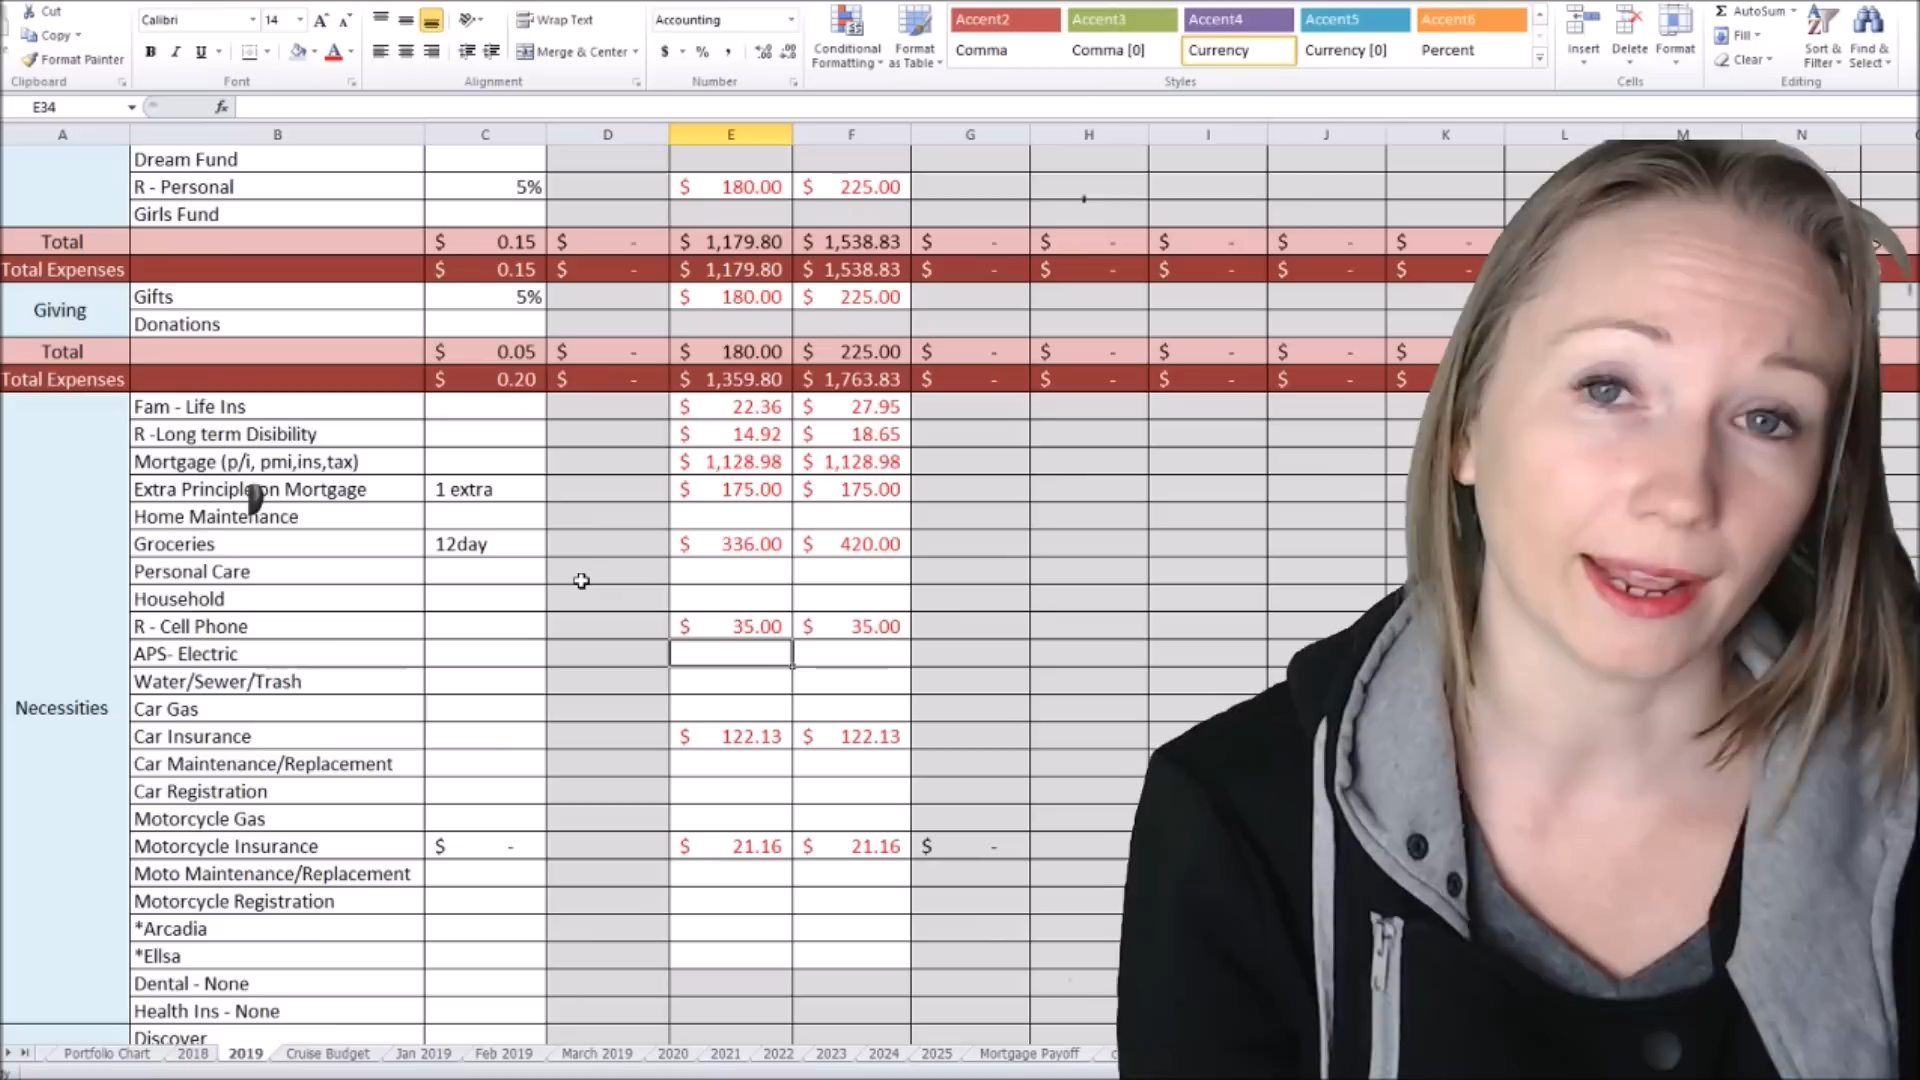 Cut
Copy
Format Painter
Clipboard
Calibri 14 A A
B I U A
Font
Wrap Text
Merge & Center
Alignment
Accounting
$ % ,
Number
Conditional
Formatting
Format
as Table
Accent2 Accent3 Accent4 Accent5 Accent6
Comma Comma [0] Currency Currency [0] Percent
Styles
Insert Delete Format
Cells
Σ AutoSum
Fill
Clear
Sort &
Filter
Find &
Select
Editing
E34 fx
A B C D E F G H I J K L M N
Dream Fund
R - Personal 5% $ 180.00 $ 225.00
Girls Fund
Total $ 0.15 $ - $ 1,179.80 $ 1,538.83 $ - $ - $ - $ - $ -
Total Expenses $ 0.15 $ - $ 1,179.80 $ 1,538.83 $ - $ - $ - $ - $ -
Giving
Gifts 5% $ 180.00 $ 225.00
Donations
Total $ 0.05 $ - $ 180.00 $ 225.00 $ - $ - $ - $ - $
Total Expenses $ 0.20 $ - $ 1,359.80 $ 1,763.83 $ - $ - $ - $ - $
Necessities
Fam - Life Ins $ 22.36 $ 27.95
R -Long term Disibility $ 14.92 $ 18.65
Mortgage (p/i, pmi,ins,tax) $ 1,128.98 $ 1,128.98
Extra Principle on Mortgage 1 extra $ 175.00 $ 175.00
Home Maintenance
Groceries 12day $ 336.00 $ 420.00
Personal Care
Household
R - Cell Phone $ 35.00 $ 35.00
APS- Electric
Water/Sewer/Trash
Car Gas
Car Insurance $ 122.13 $ 122.13
Car Maintenance/Replacement
Car Registration
Motorcycle Gas
Motorcycle Insurance $ - $ 21.16 $ 21.16 $ -
Moto Maintenance/Replacement
Motorcycle Registration
*Arcadia
*Ellsa
Dental - None
Health Ins - None
Discover
Portfolio Chart 2018 2019 Cruise Budget Jan 2019 Feb 2019 March 2019 2020 2021 2022 2023 2024 2025 Mortgage Payoff